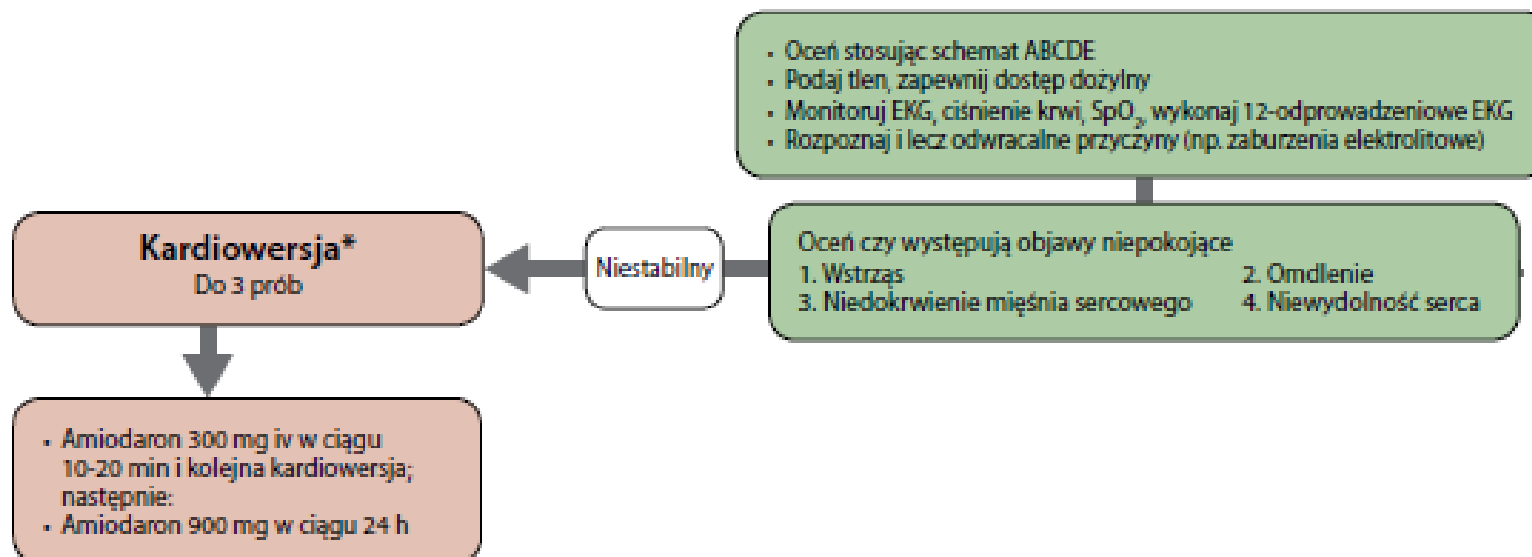 • Oceń stosując schemat ABCDE
• Podaj tlen, zapewnij dostęp dożylny
• Monitoruj EKG, ciśnienie krwi, SpO₂, wykonaj 12-odprowadzeniowe EKG
• Rozpoznaj i lecz odwracalne przyczyny (np. zaburzenia elektrolitowe)
Oceń czy występują objawy niepokojące
1. Wstrząs 2. Omdlenie
3. Niedokrwienie mięśnia sercowego 4. Niewydolność serca
Niestabilny
Kardiowersja*
Do 3 prób
• Amiodaron 300 mg iv w ciągu
10-20 min i kolejna kardiowersja;
następnie:
• Amiodaron 900 mg w ciągu 24 h